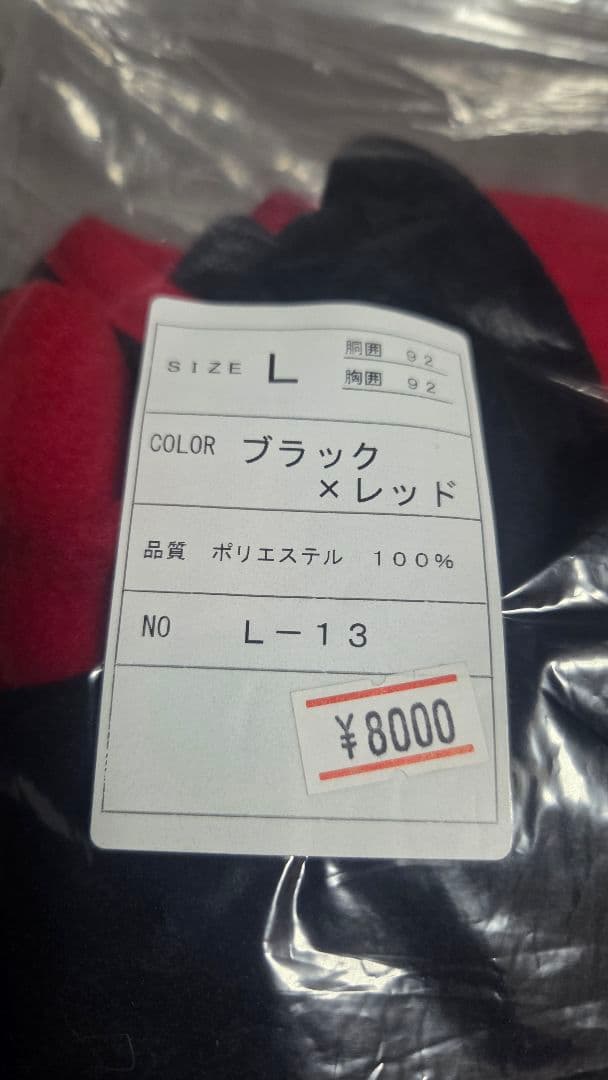 SIZE L 胴囲 92
胸囲 92
COLOR ブラック
×レッド
品質 ポリエステル 100%
NO L-13
¥8000